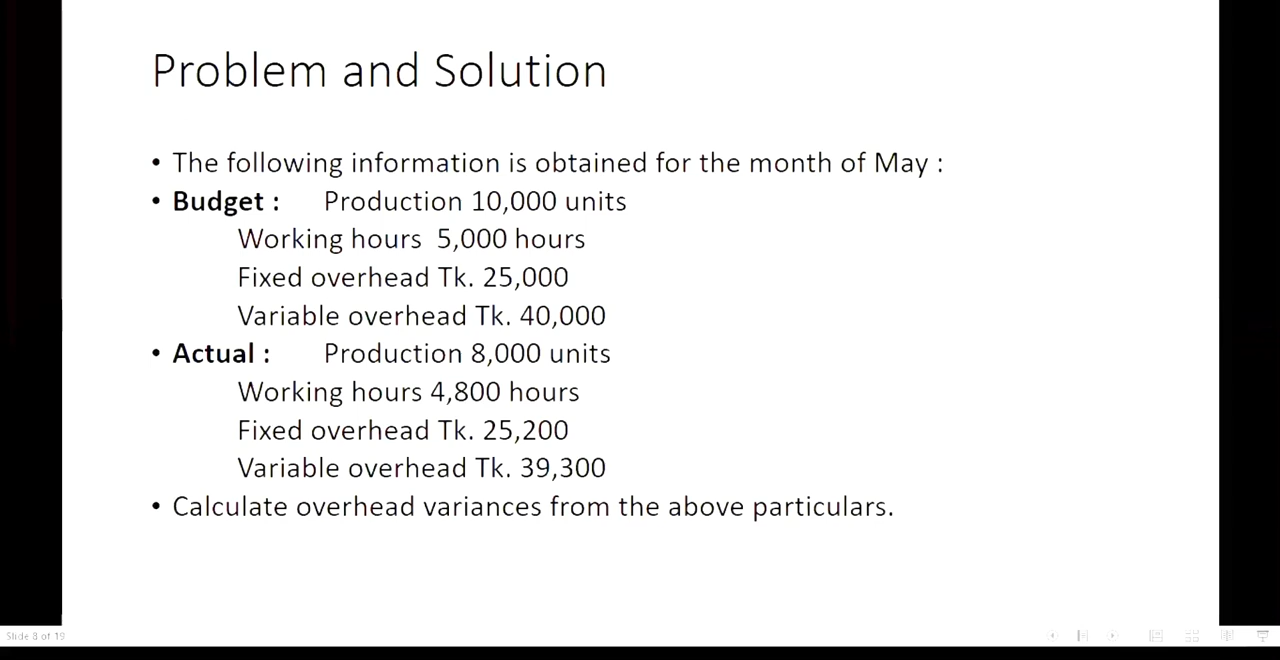 Problem and Solution
• The following information is obtained for the month of May :
• Budget : Production 10,000 units
Working hours 5,000 hours
Fixed overhead Tk. 25,000
Variable overhead Tk. 40,000
• Actual : Production 8,000 units
Working hours 4,800 hours
Fixed overhead Tk. 25,200
Variable overhead Tk. 39,300
• Calculate overhead variances from the above particulars.
Slide 8 of 19